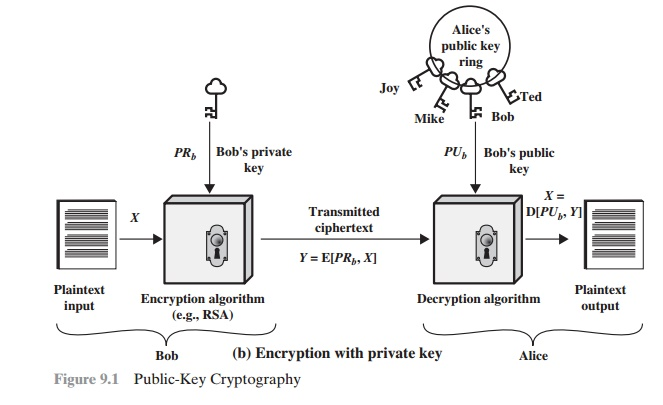 Alice's
public key
ring
Joy
Ted
Mike
Bob
PRb
Bob's private
key
PUb
Bob's public
key
X
Transmitted
ciphertext
X =
D[PUb, Y]
Y = E[PRb, X]
Plaintext
input
Encryption algorithm
(e.g., RSA)
Decryption algorithm
Plaintext
output
Bob
(b) Encryption with private key
Alice
Figure 9.1 Public-Key Cryptography